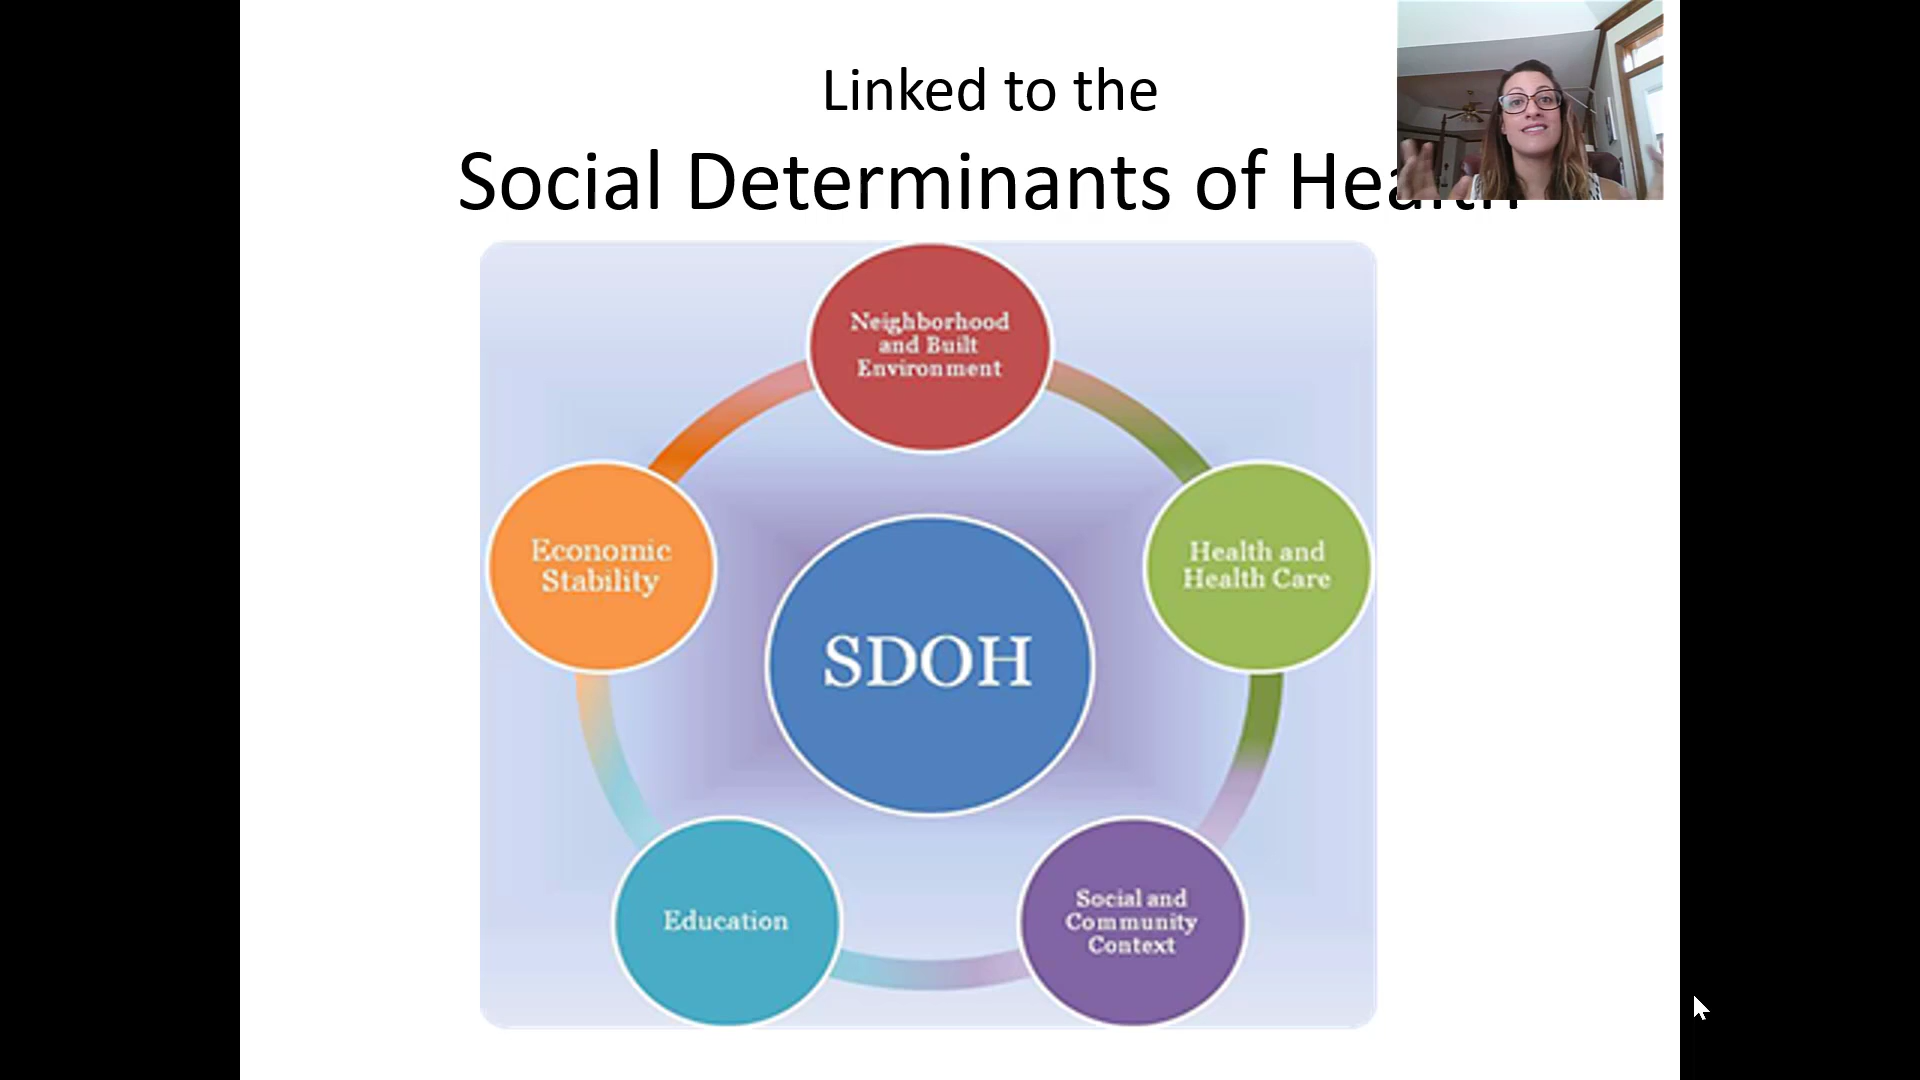 Linked to the
Social Determinants of Health
Neighborhood
and Built
Environment
Economic
Stability
Health and
Health Care
SDOH
Education
Social and
Community
Context